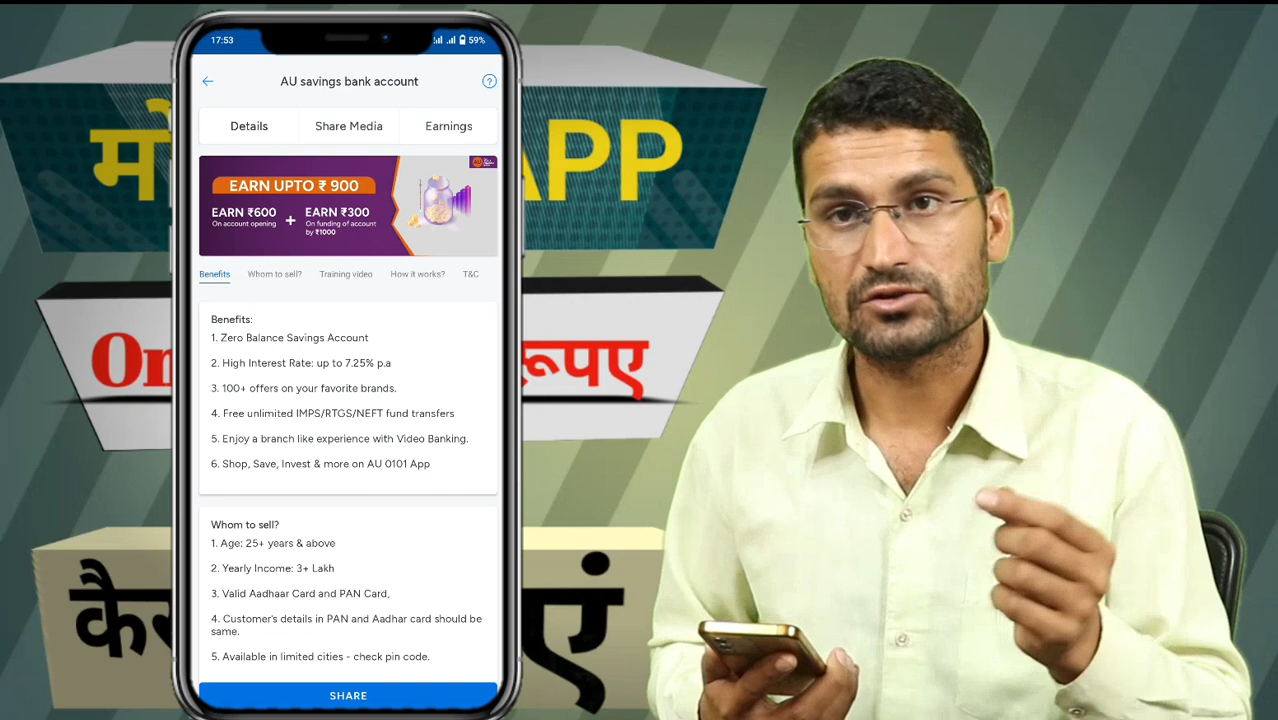 17:53
59%
AU savings bank account
Details
Share Media
Earnings
EARN UPTO ₹ 900
EARN ₹600
On account opening
+
EARN ₹300
On funding of account
by ₹1000
Benefits
Whom to sell?
Training video
How it works?
T&C
Benefits:
1. Zero Balance Savings Account
2. High Interest Rate: up to 7.25% p.a
3. 100+ offers on your favorite brands.
4. Free unlimited IMPS/RTGS/NEFT fund transfers
5. Enjoy a branch like experience with Video Banking.
6. Shop, Save, Invest & more on AU 0101 App
Whom to sell?
1. Age: 25+ years & above
2. Yearly Income: 3+ Lakh
3. Valid Aadhaar Card and PAN Card,
4. Customer's details in PAN and Aadhar card should be
same.
5. Available in limited cities - check pin code.
SHARE